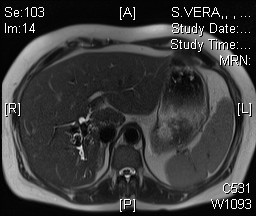 Se:103
Im:14
[A]
S.VERA,, , ...
Study Date:...
Study Time:...
MRN:
[R]
[L]
[P]
C531
W1093